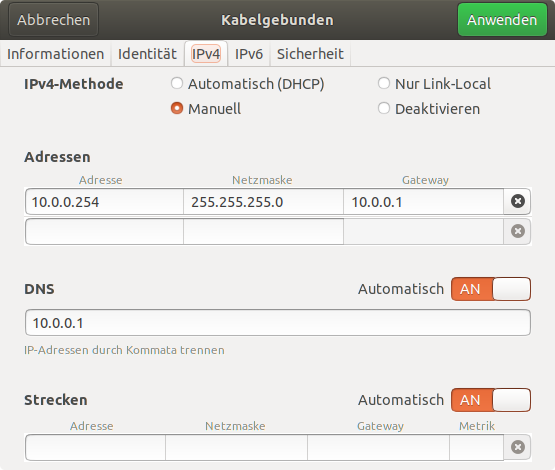 Abbrechen Kabelgebunden Anwenden
Informationen Identität IPv4 IPv6 Sicherheit
IPv4-Methode Automatisch (DHCP) Nur Link-Local
Manuell Deaktivieren
Adressen
Adresse Netzmaske Gateway
10.0.0.254 255.255.255.0 10.0.0.1
DNS Automatisch AN
10.0.0.1
IP-Adressen durch Kommata trennen
Strecken Automatisch AN
Adresse Netzmaske Gateway Metrik